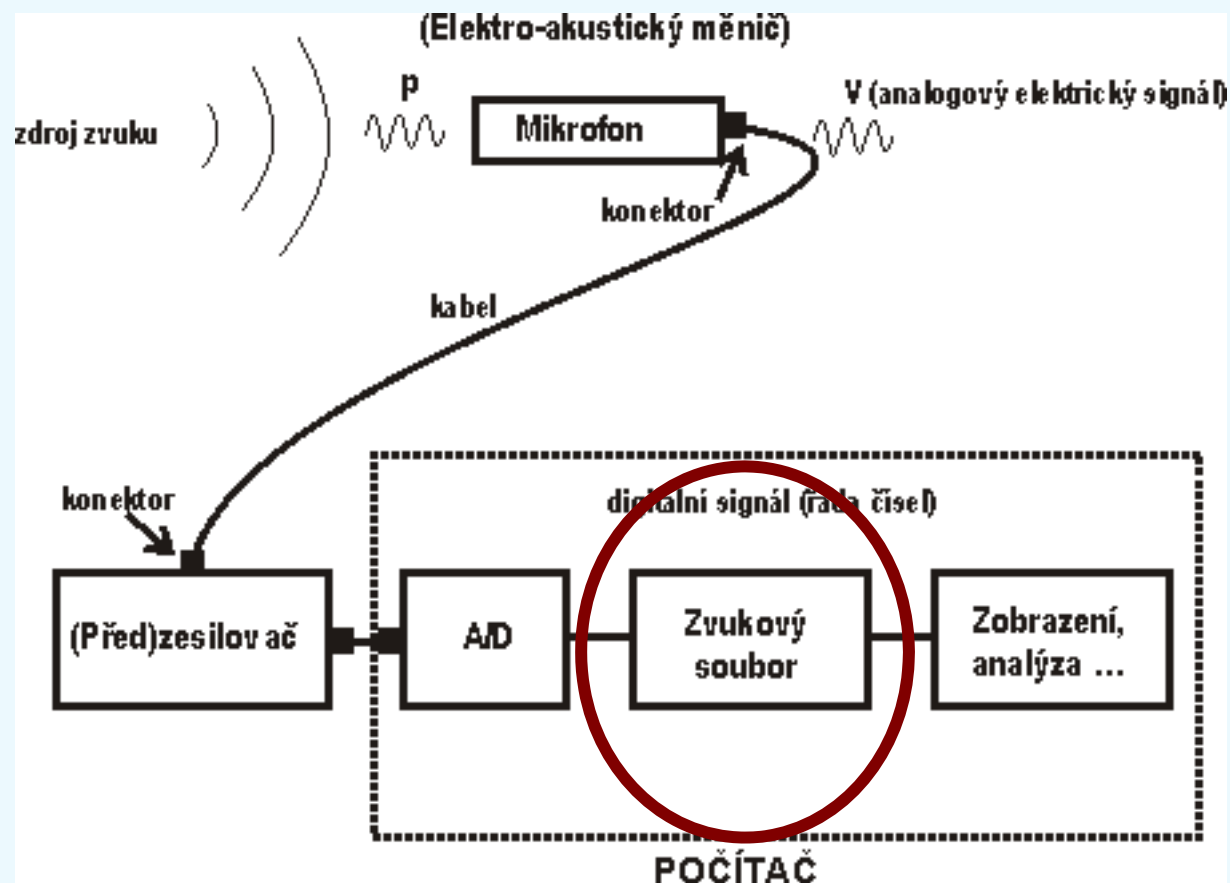 (Elektro-akustický měnič)
p
V (analogový elektrický signál)
zdroj zvuku
Mikrofon
konektor
kabel
konektor
digitální signál (řada čísel)
(Před)zesilovač
A/D
Zvukový
soubor
Zobrazení,
analýza ...
POČÍTAČ